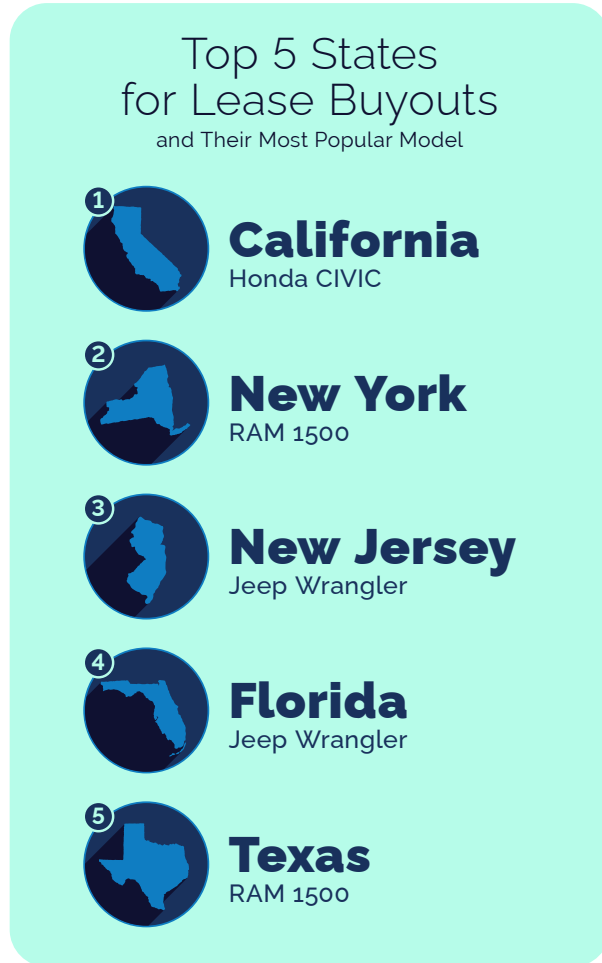 Top 5 States
for Lease Buyouts
and Their Most Popular Model
1
California
Honda CIVIC
2
New York
RAM 1500
3
New Jersey
Jeep Wrangler
4
Florida
Jeep Wrangler
5
Texas
RAM 1500